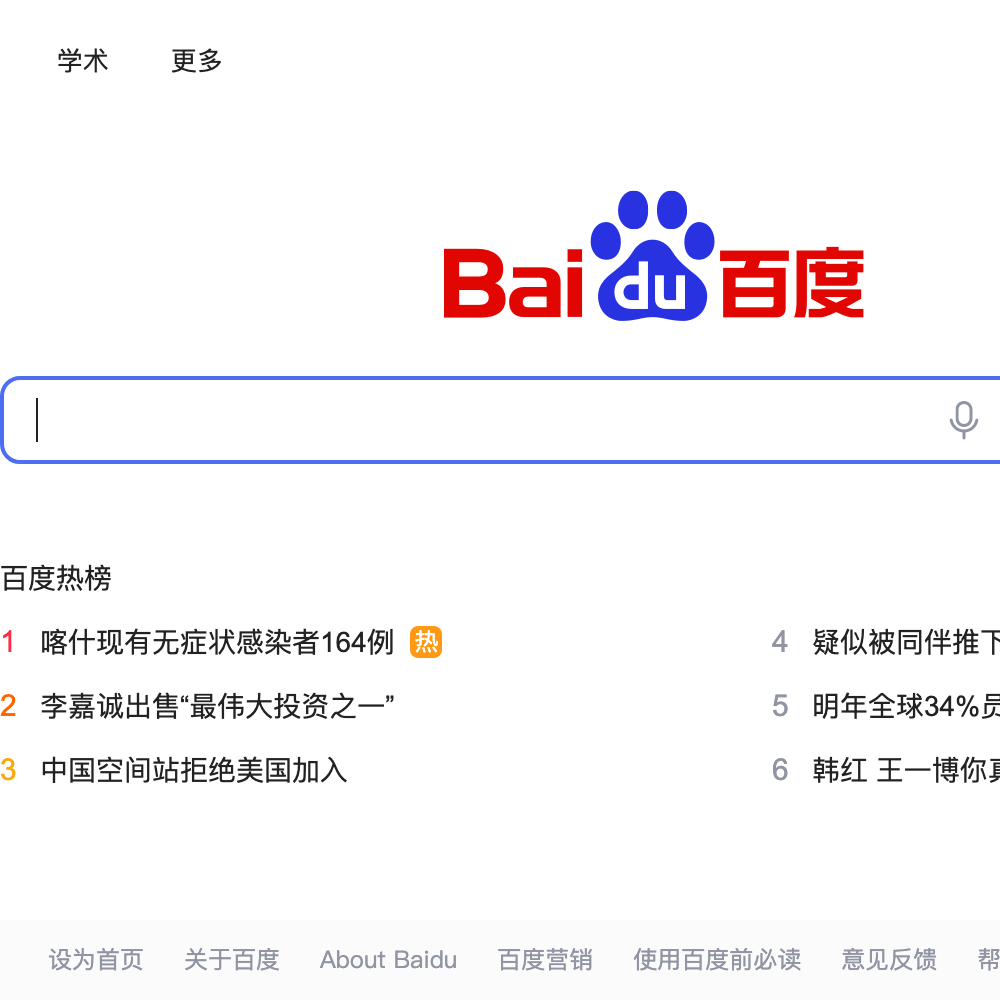 学术 更多
Bai du 百度
百度热榜
1 喀什现有无症状感染者164例 热
2 李嘉诚出售“最伟大投资之一”
3 中国空间站拒绝美国加入
4 疑似被同伴推下
5 明年全球34%员
6 韩红 王一博你真
设为首页 关于百度 About Baidu 百度营销 使用百度前必读 意见反馈 帮